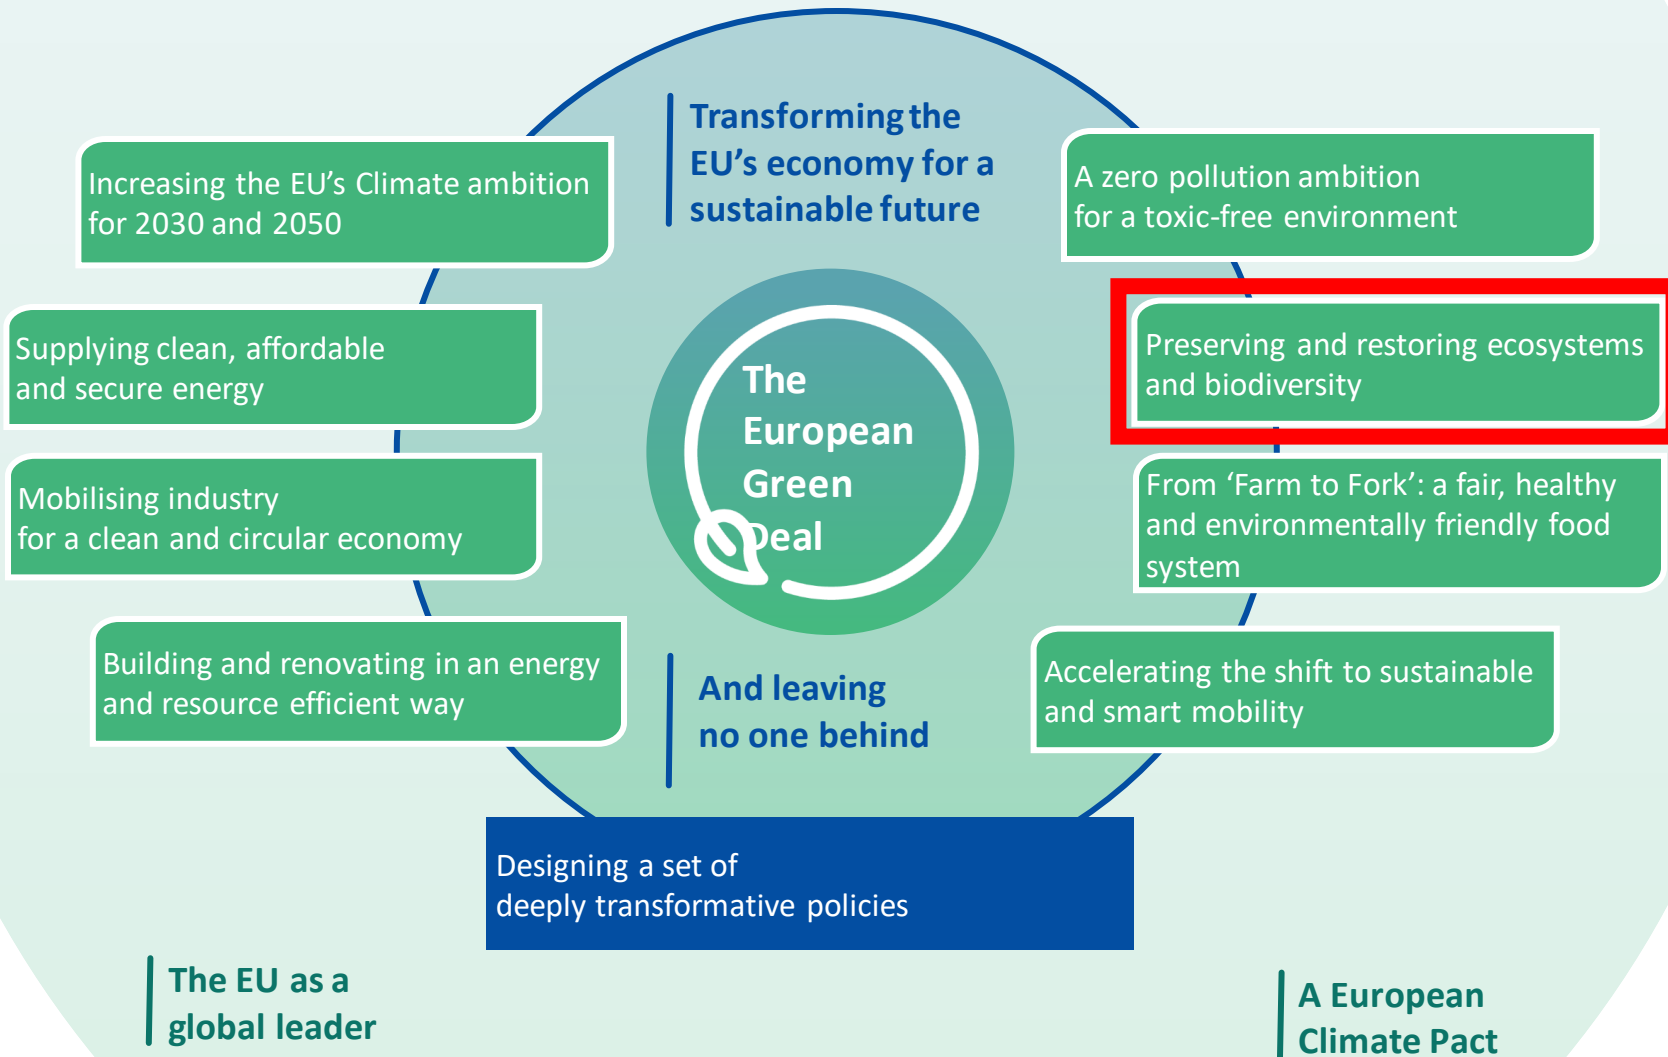 Transforming the
EU’s economy for a
sustainable future
Increasing the EU’s Climate ambition
for 2030 and 2050
A zero pollution ambition
for a toxic-free environment
Supplying clean, affordable
and secure energy
Preserving and restoring ecosystems
and biodiversity
The
European
Green
Deal
Mobilising industry
for a clean and circular economy
From ‘Farm to Fork’: a fair, healthy
and environmentally friendly food
system
Building and renovating in an energy
and resource efficient way
Accelerating the shift to sustainable
and smart mobility
And leaving
no one behind
Designing a set of
deeply transformative policies
The EU as a
global leader
A European
Climate Pact